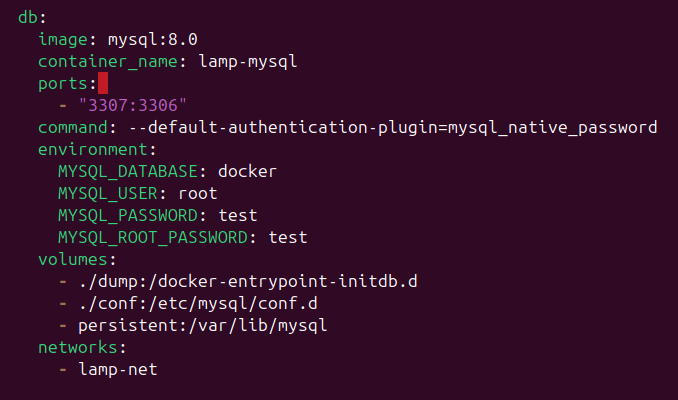 db:
  image: mysql:8.0
  container_name: lamp-mysql
  ports:
    - "3307:3306"
  command: --default-authentication-plugin=mysql_native_password
  environment:
    MYSQL_DATABASE: docker
    MYSQL_USER: root
    MYSQL_PASSWORD: test
    MYSQL_ROOT_PASSWORD: test
  volumes:
    - ./dump:/docker-entrypoint-initdb.d
    - ./conf:/etc/mysql/conf.d
    - persistent:/var/lib/mysql
  networks:
    - lamp-net